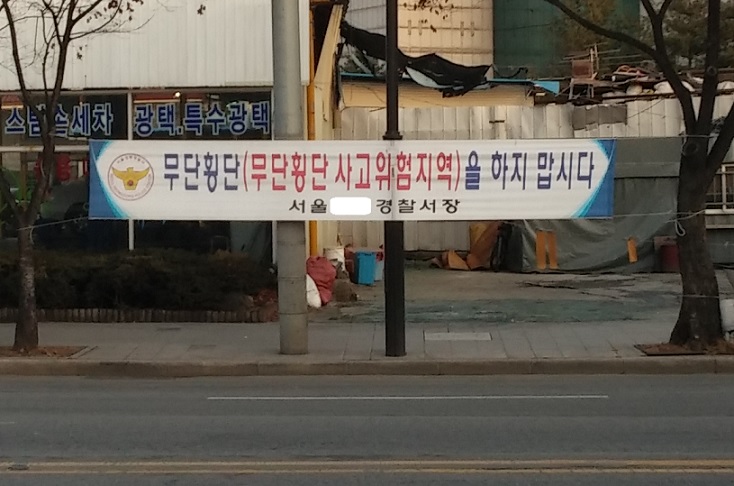 스팀손세차 광택.특수광택
무단횡단(무단횡단 사고위험지역)을 하지 맙시다
서울 경찰서장